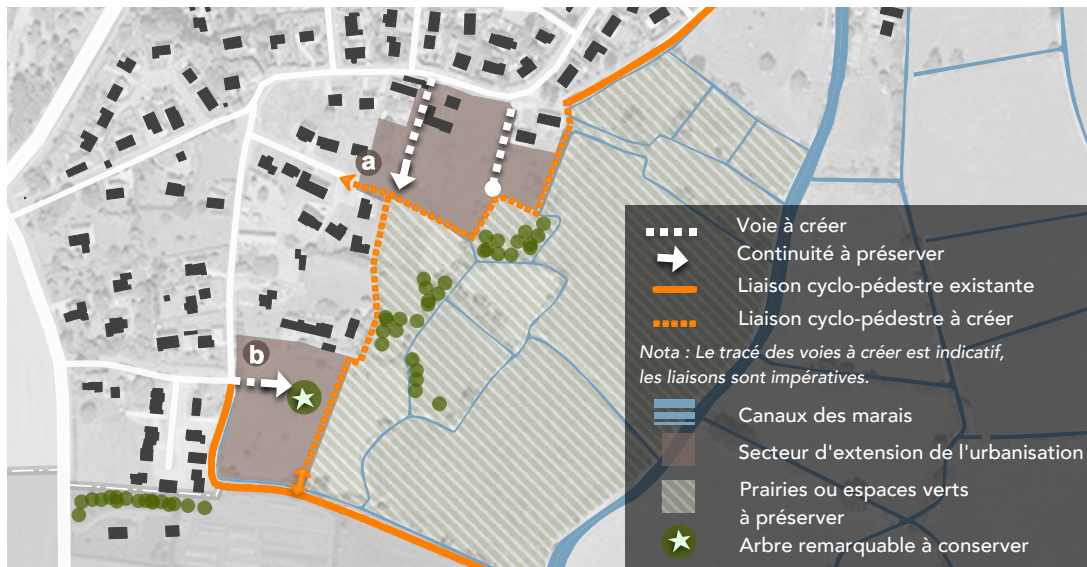 a
b
Voie à créer
Continuité à préserver
Liaison cyclo-pédestre existante
Liaison cyclo-pédestre à créer
Nota : Le tracé des voies à créer est indicatif,
les liaisons sont impératives.
Canaux des marais
Secteur d'extension de l'urbanisation
Prairies ou espaces verts
à préserver
Arbre remarquable à conserver